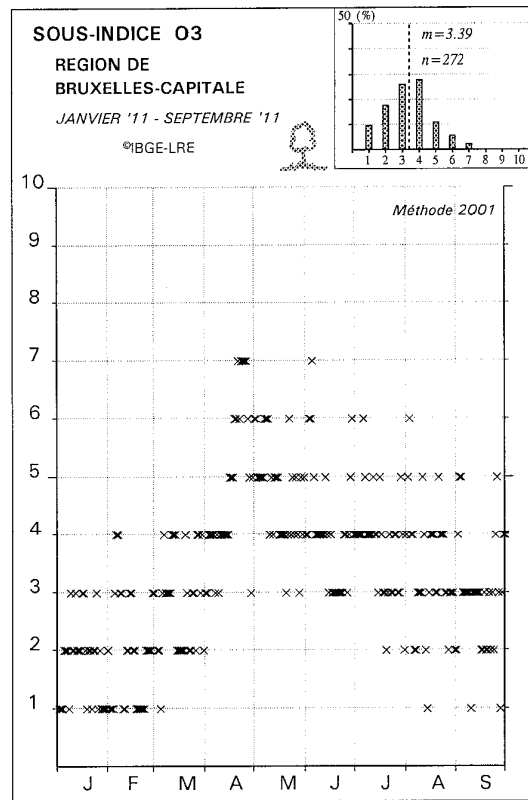 SOUS-INDICE O3
REGION DE
BRUXELLES-CAPITALE
JANVIER '11 - SEPTEMBRE '11
©IBGE-LRE
50 (%)
m=3.39
n=272
1 2 3 4 5 6 7 8 9 10
Méthode 2001
10
9
8
7
6
5
4
3
2
1
J F M A M J J A S